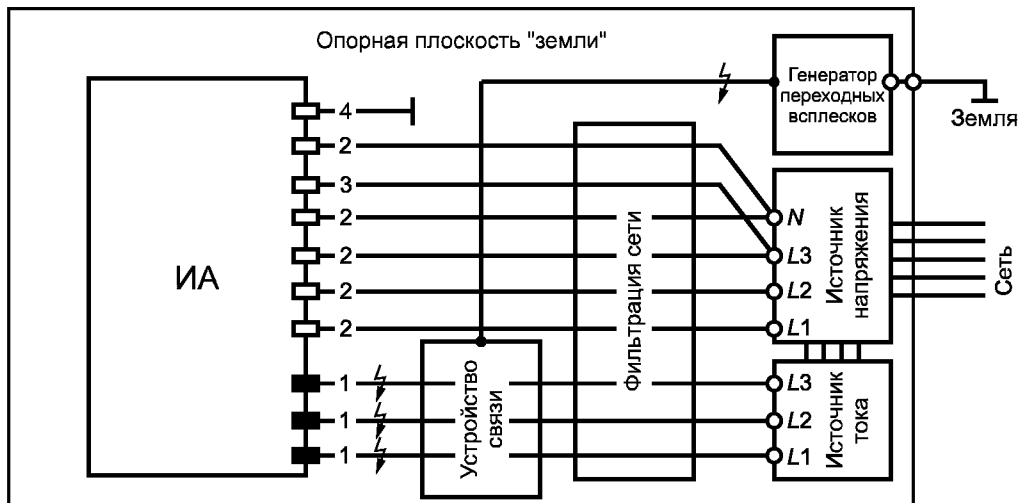 Опорная плоскость "земли"
Генератор
переходных
всплесков
Земля
ИА
4
2
3
2
2
2
2
1
1
1
Устройство
связи
Фильтрация сети
N
L3
L2
L1
Источник
напряжения
Сеть
L3
L2
L1
Источник
тока